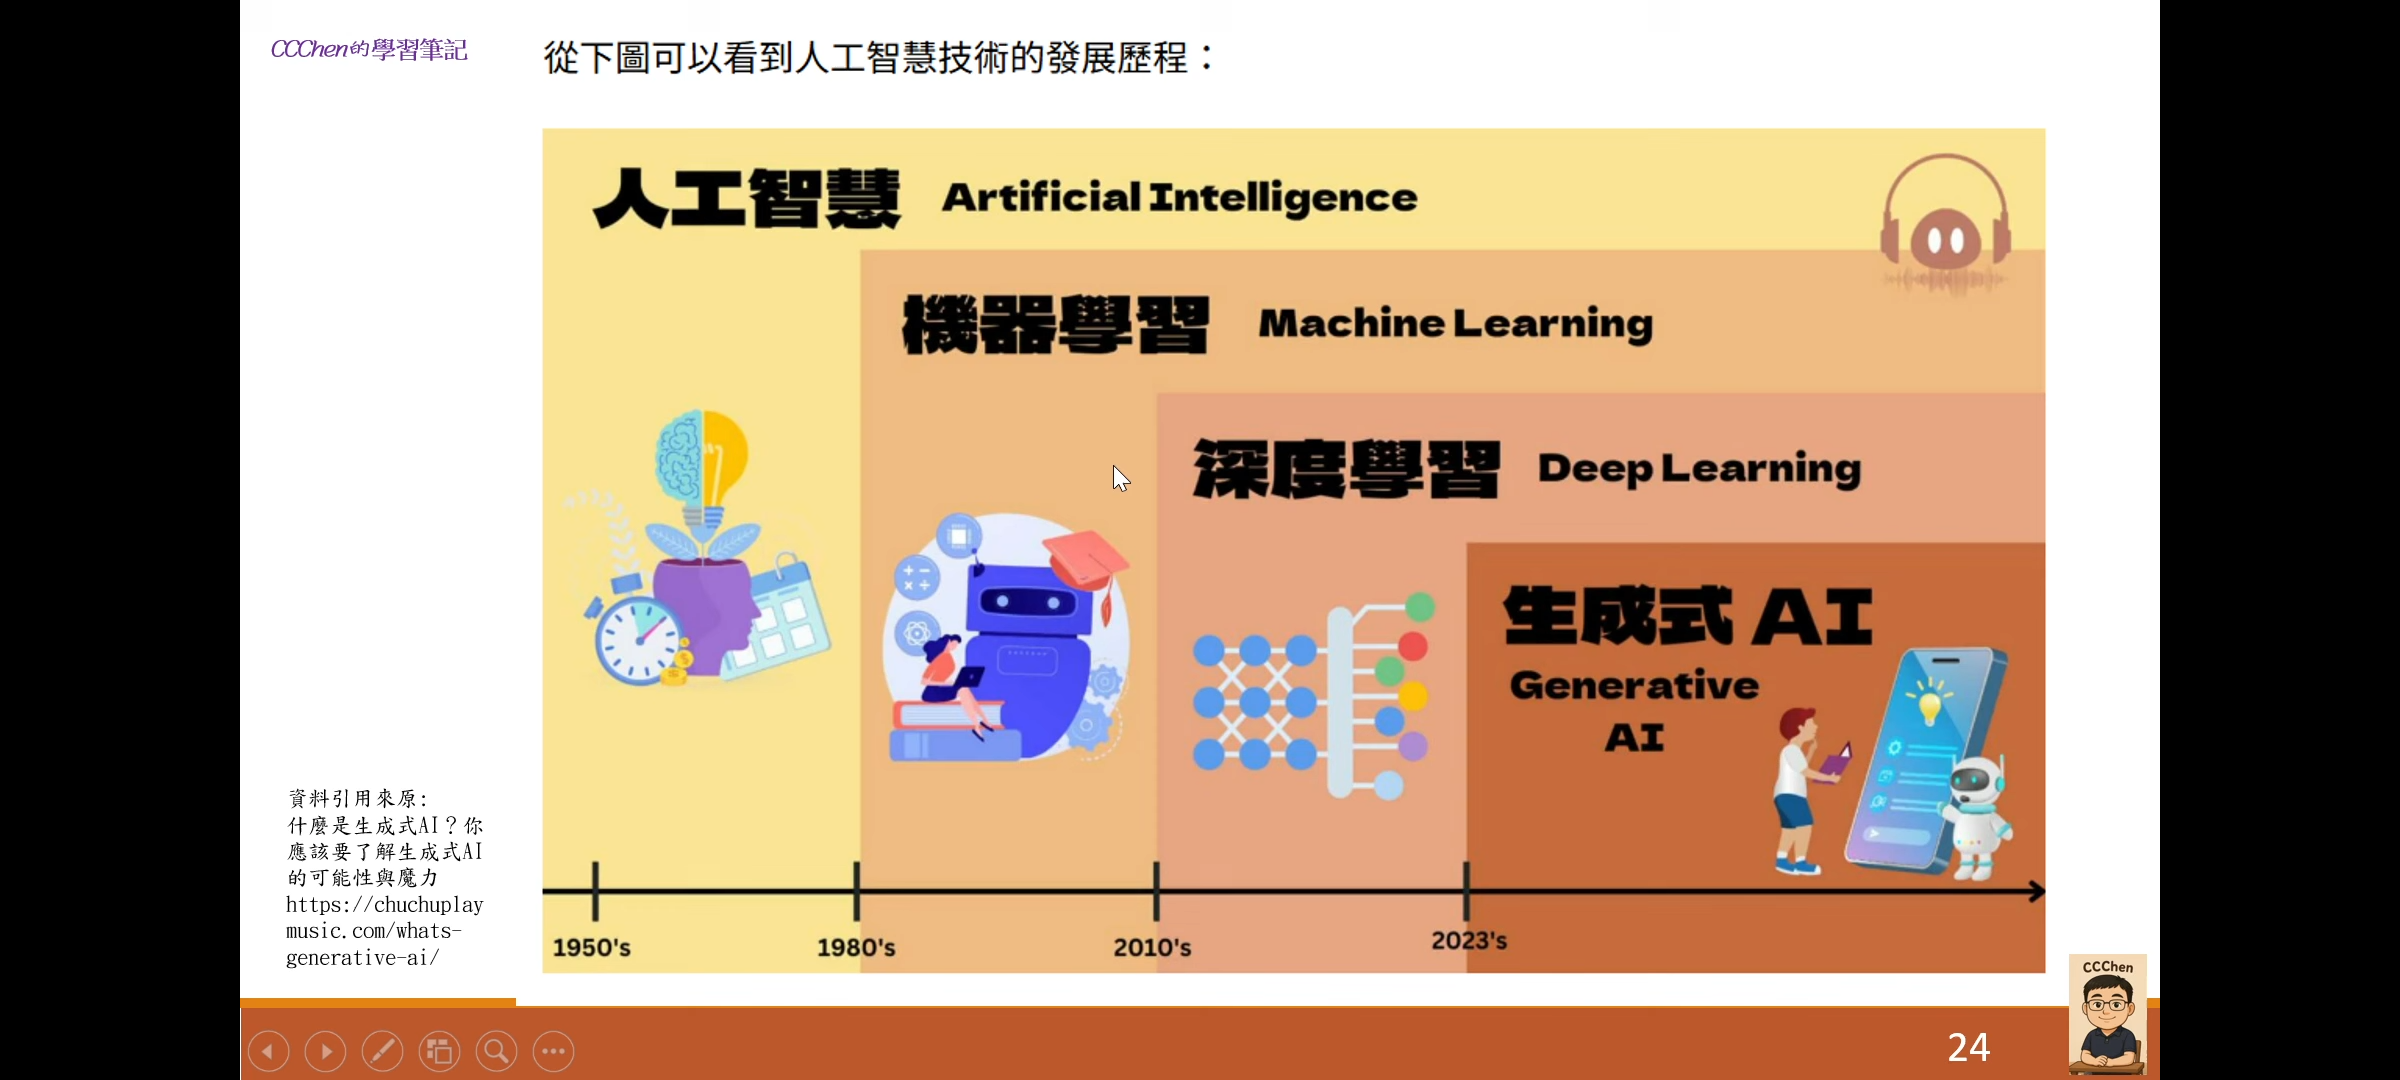 CCChen的學習筆記
從下圖可以看到人工智慧技術的發展歷程：
人工智慧 Artificial Intelligence
機器學習 Machine Learning
深度學習 Deep Learning
生成式 AI
Generative
AI
1950's
1980's
2010's
2023's
資料引用來原:
什麼是生成式AI？你
應該要了解生成式AI
的可能性與魔力
https://chuchuplay
music.com/whats-
generative-ai/
CCChen
24